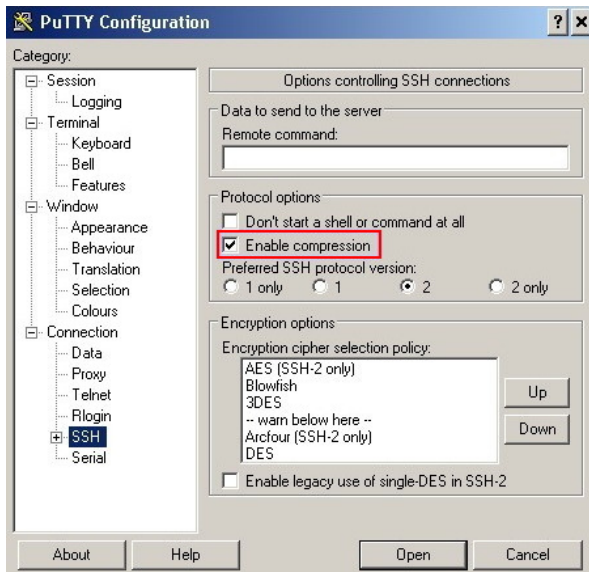 PuTTY Configuration
?
Category:
Session
Logging
Terminal
Keyboard
Bell
Features
Window
Appearance
Behaviour
Translation
Selection
Colours
Connection
Data
Proxy
Telnet
Rlogin
SSH
Serial
Options controlling SSH connections
Data to send to the server
Remote command:
Protocol options
Don't start a shell or command at all
Enable compression
Preferred SSH protocol version:
1 only 1 2 2 only
Encryption options
Encryption cipher selection policy:
AES (SSH-2 only)
Blowfish
3DES
-- warn below here --
Arcfour (SSH-2 only)
DES
Up
Down
Enable legacy use of single-DES in SSH-2
About Help Open Cancel